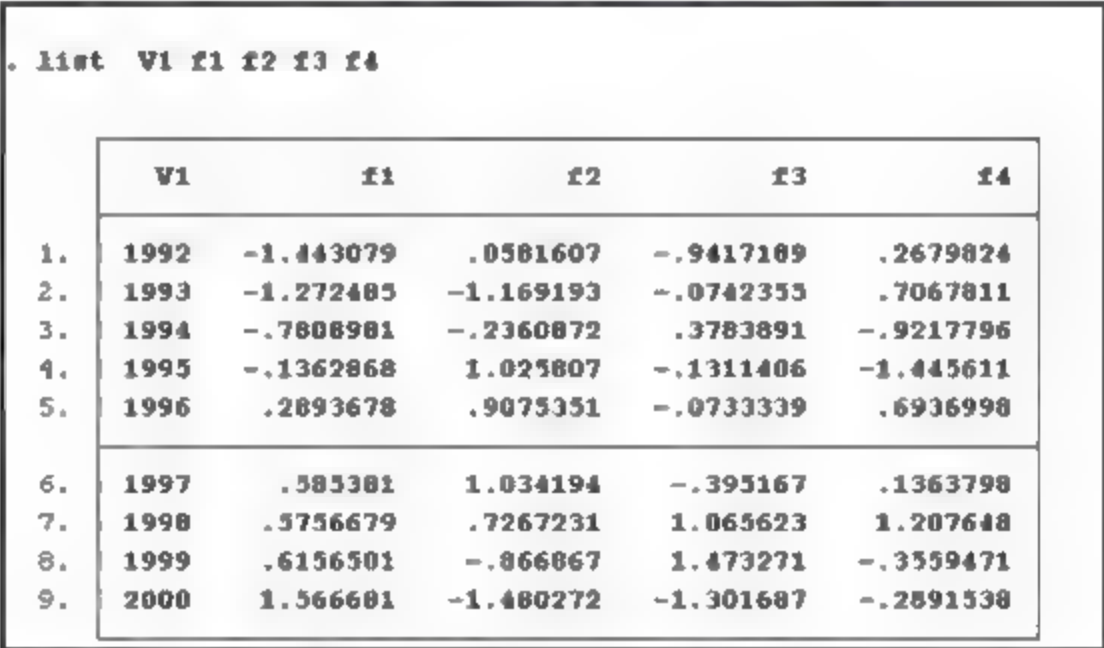 . list V1 f1 f2 f3 f4
V1 f1 f2 f3 f4
1. 1992 -1.443079 .0581607 -.9417189 .2679824
2. 1993 -1.272485 -1.169193 -.0742355 .7067811
3. 1994 -.7808981 -.2360872 .3783891 -.9217796
4. 1995 -.1362868 1.025807 -.1311406 -1.445611
5. 1996 .2893678 .9075351 -.0733339 .6936998
6. 1997 .585381 1.034194 -.395167 .1363798
7. 1998 .5756679 .7267231 1.065623 1.207648
8. 1999 .6156501 -.866867 1.473271 -.3559471
9. 2000 1.566681 -1.480272 -1.301687 -.2891538